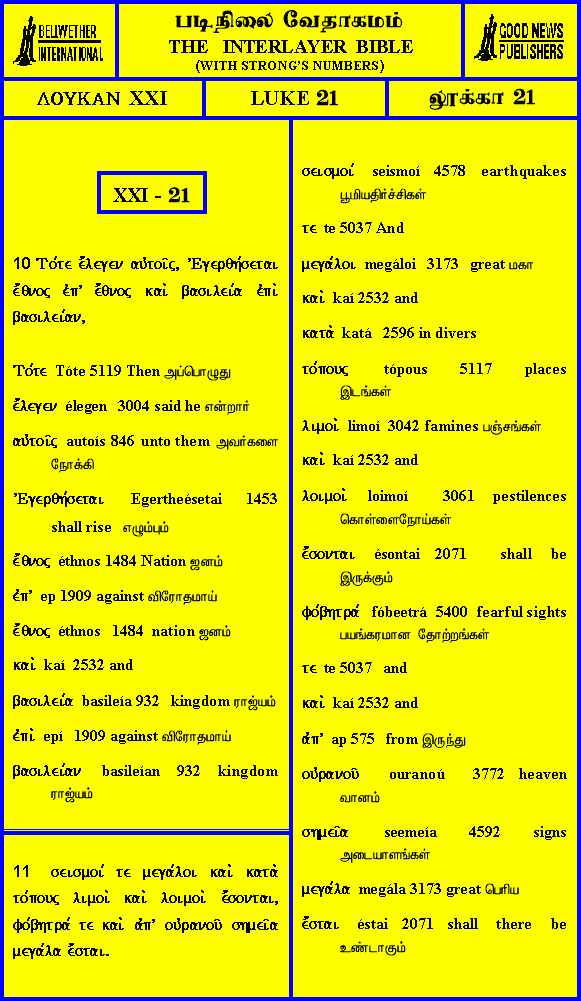 BELLWETHER
INTERNATIONAL
படிநிலை வேதாகமம்
THE INTERLAYER BIBLE
(WITH STRONG'S NUMBERS)
GOOD NEWS
PUBLISHERS
ΛΟΥΚΑΝ XXI
LUKE 21
லூக்கா 21
XXI - 21
10 Τότε ἔλεγεν αὐτοῖς, Ἐγερθήσεται
ἔθνος ἐπ' ἔθνος καὶ βασιλεία ἐπὶ
βασιλείαν,
Τότε Tóte 5119 Then அப்பொழுது
ἔλεγεν élegen 3004 said he என்றார்
αὐτοῖς autoís 846 unto them அவர்களை
நோக்கி
Ἐγερθήσεται Egertheésetai 1453
shall rise எழும்பும்
ἔθνος éthnos 1484 Nation ஜனம்
ἐπ' ep 1909 against விரோதமாய்
ἔθνος éthnos 1484 nation ஜனம்
καὶ kaí 2532 and
βασιλεία basileía 932 kingdom ராஜ்யம்
ἐπὶ epí 1909 against விரோதமாய்
βασιλείαν basileían 932 kingdom
ராஜ்யம்
11 σεισμοί τε μεγάλοι καὶ κατὰ
τόπους λιμοὶ καὶ λοιμοὶ ἔσονται,
φόβητρά τε καὶ ἀπ' οὐρανοῦ σημεῖα
μεγάλα ἔσται.
σεισμοί seismoí 4578 earthquakes
பூமியதிர்ச்சிகள்
τε te 5037 And
μεγάλοι megáloi 3173 great மகா
καὶ kaí 2532 and
κατὰ katá 2596 in divers
τόπους tópous 5117 places
இடங்கள்
λιμοὶ limoí 3042 famines பஞ்சங்கள்
καὶ kaí 2532 and
λοιμοὶ loimoí 3061 pestilences
கொள்ளைநோய்கள்
ἔσονται ésontai 2071 shall be
இருக்கும்
φόβητρά fóbeetrá 5400 fearful sights
பயங்கரமான தோற்றங்கள்
τε te 5037 and
καὶ kaí 2532 and
ἀπ' ap 575 from இருந்து
οὐρανοῦ ouranoú 3772 heaven
வானம்
σημεῖα seemeía 4592 signs
அடையாளங்கள்
μεγάλα megála 3173 great பெரிய
ἔσται éstai 2071 shall there be
உண்டாகும்